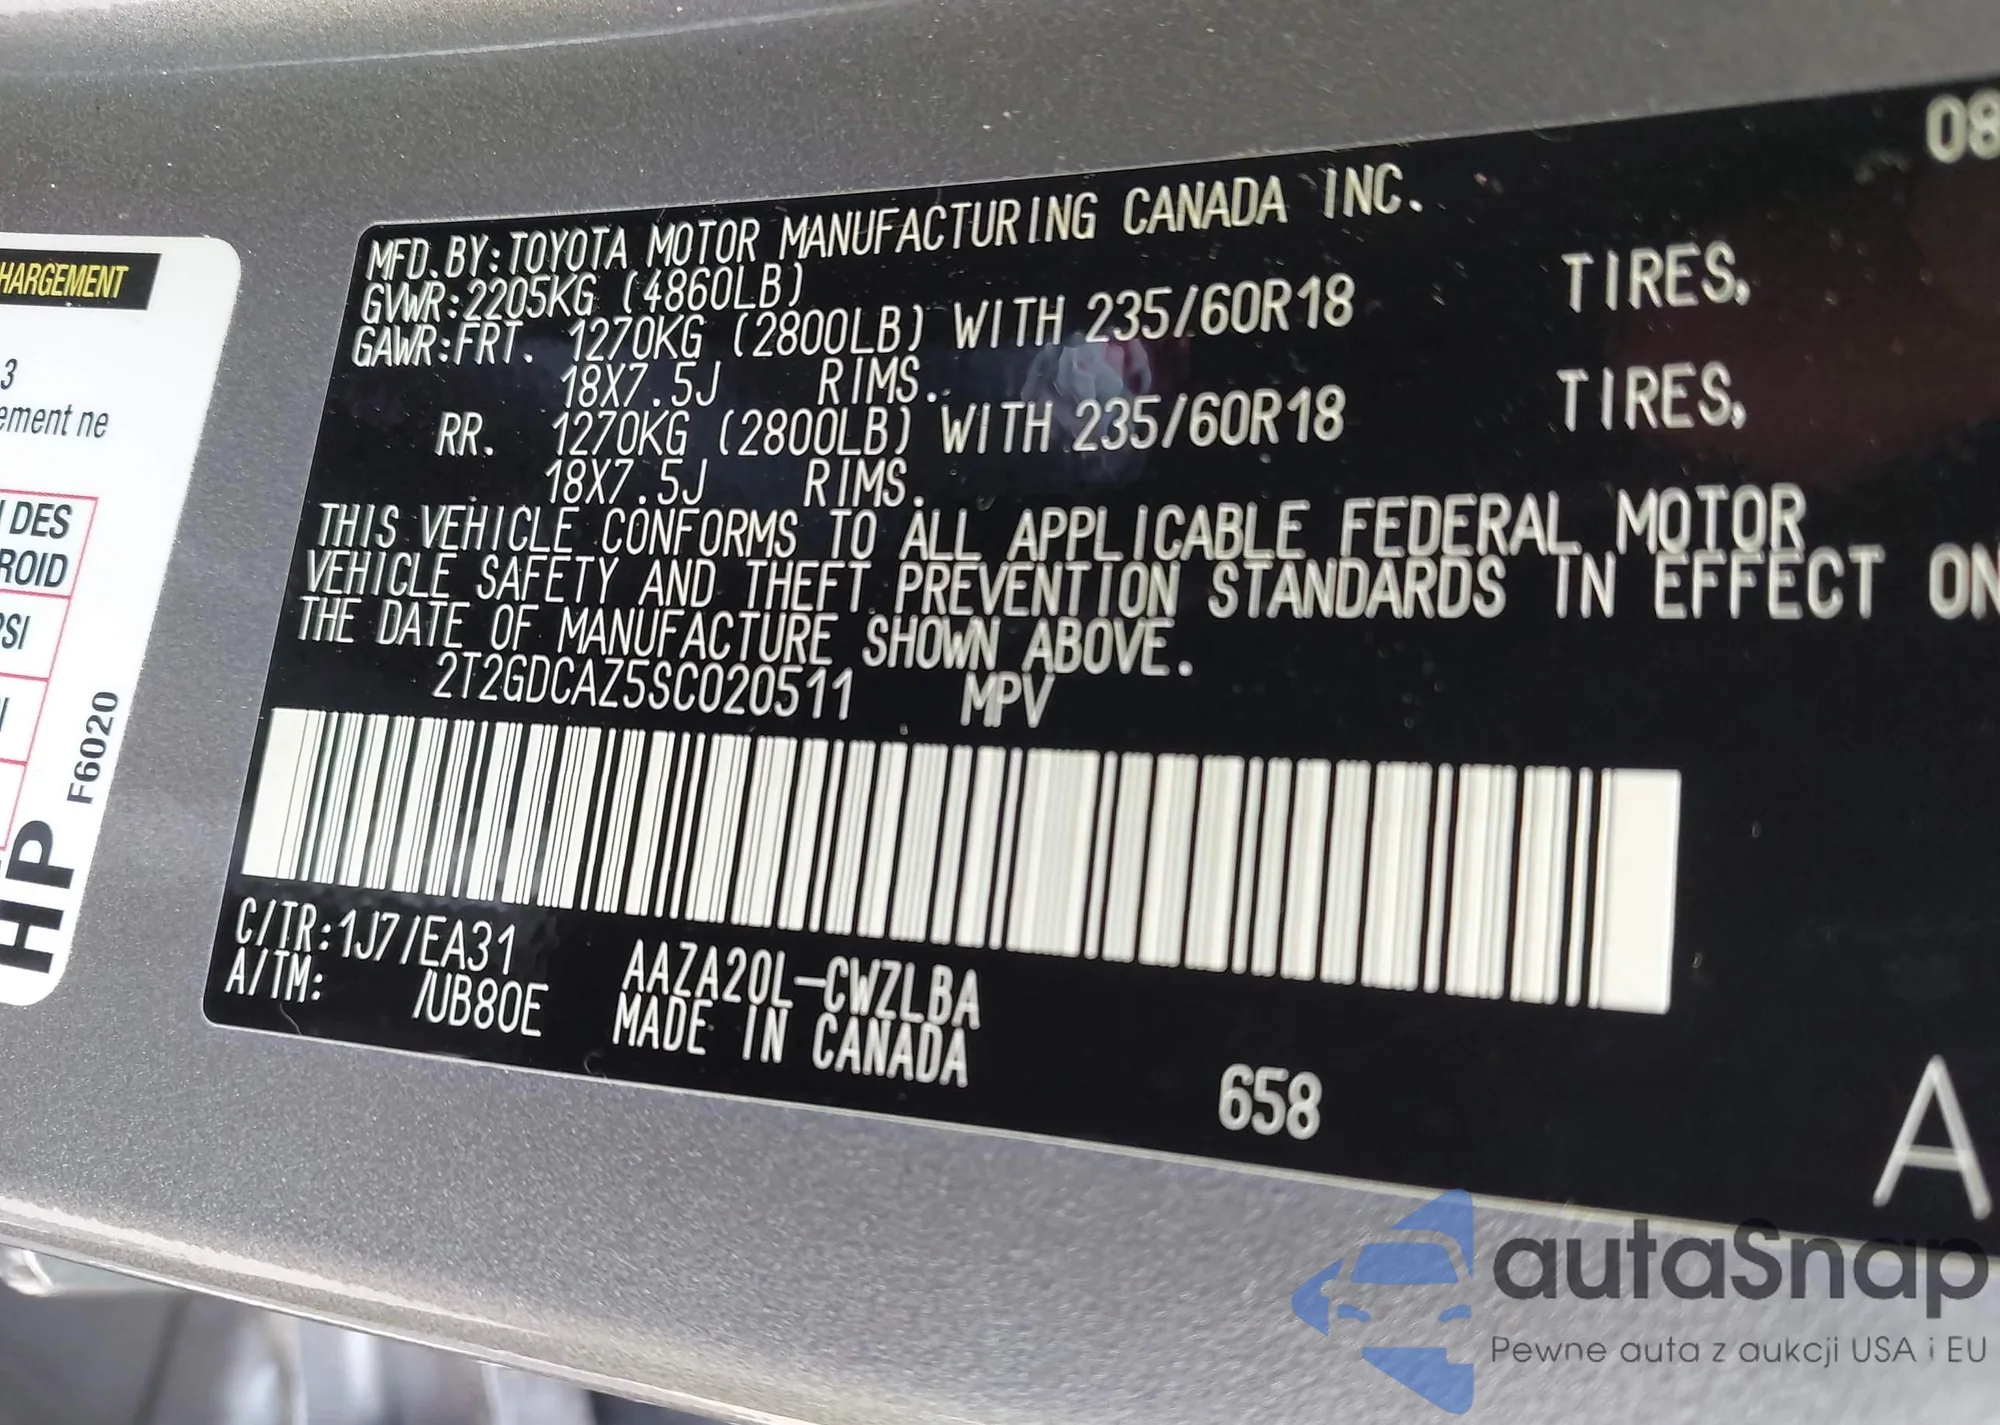 HARGEMENT
3
ement ne
DES
ROID
PSI
F6020
HP
08
MFD. BY: TOYOTA MOTOR MANUFACTURING CANADA INC.
GVWR: 2205KG (4860LB)
GAWR: FRT. 1270KG (2800LB) WITH 235/60R18 TIRES,
18X7.5J RIMS.
RR. 1270KG (2800LB) WITH 235/60R18 TIRES,
18X7.5J RIMS.
THIS VEHICLE CONFORMS TO ALL APPLICABLE FEDERAL MOTOR
VEHICLE SAFETY AND THEFT PREVENTION STANDARDS IN EFFECT ON
THE DATE OF MANUFACTURE SHOWN ABOVE.
2T2GDCAZ5SC020511 MPV
C/TR: 1J7/EA31 AAZA20L-CWZLBA
A/TM: /UB80E MADE IN CANADA
658
A
autaSnap
Pewne auta z aukcji USA i EU